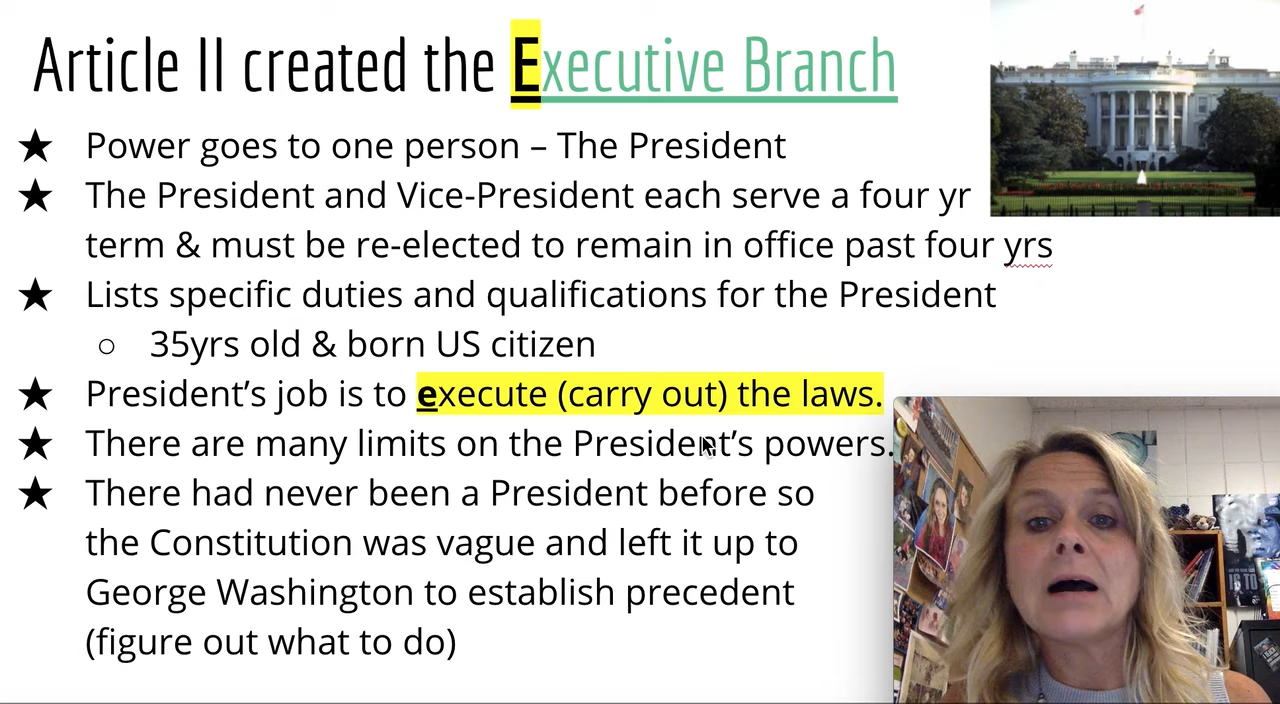 Article II created the Executive Branch
★ Power goes to one person – The President
★ The President and Vice-President each serve a four yr
term & must be re-elected to remain in office past four yrs
★ Lists specific duties and qualifications for the President
○ 35yrs old & born US citizen
★ President’s job is to execute (carry out) the laws.
★ There are many limits on the President’s powers.
★ There had never been a President before so
the Constitution was vague and left it up to
George Washington to establish precedent
(figure out what to do)
IS TO